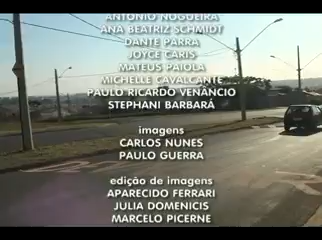 ANTONIO NOGUEIRA
ANA BEATRIZ SCHMIDT
DANTE PARRA
JOYCE CARIS
MATEUS PAIOLA
MICHELLE CAVALCANTE
PAULO RICARDO VENÂNCIO
STEPHANI BARBARÁ
imagens
CARLOS NUNES
PAULO GUERRA
edição de imagens
APARECIDO FERRARI
JULIA DOMENICIS
MARCELO PICERNE